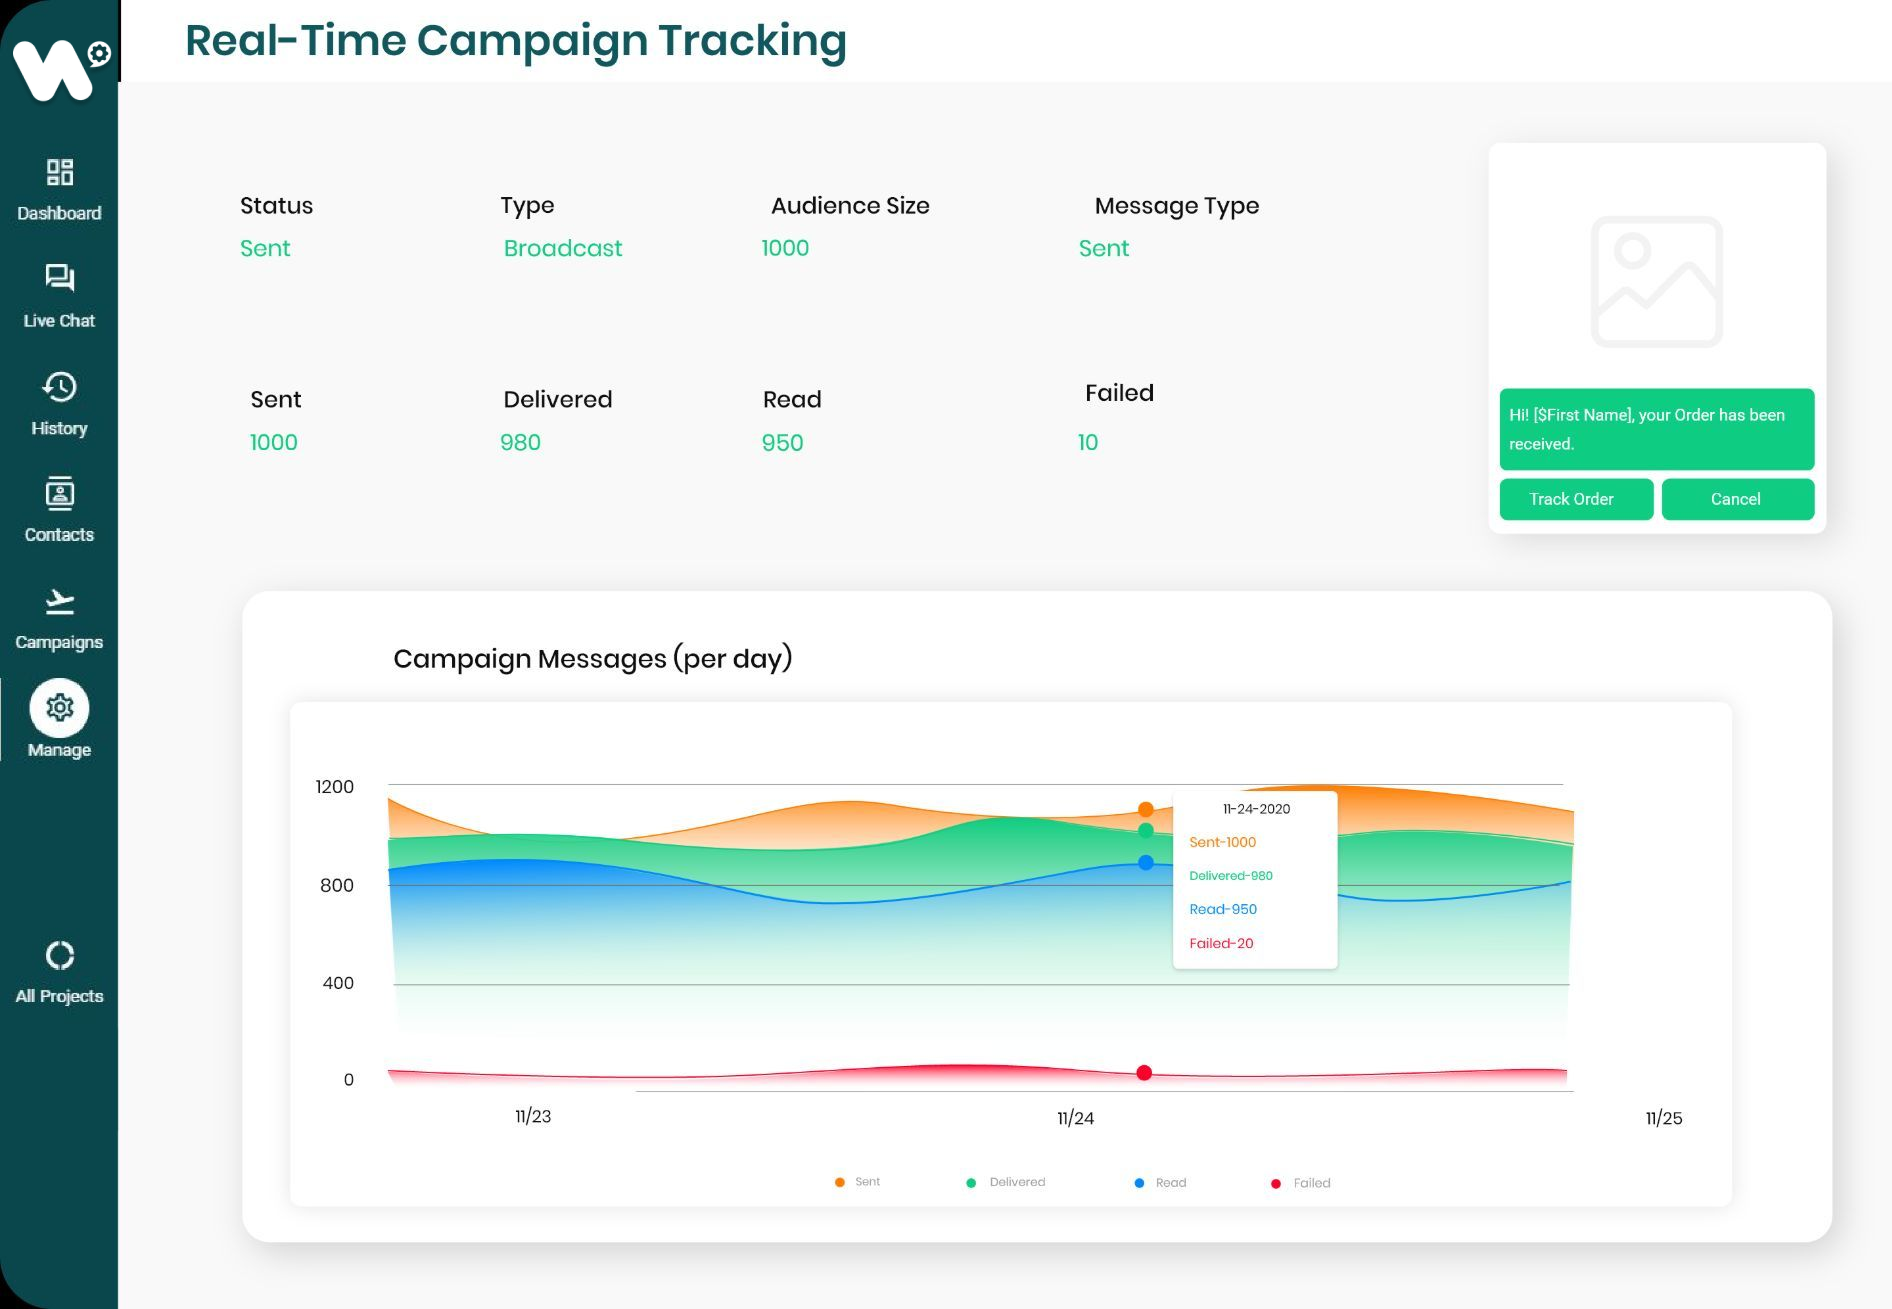 Real-Time Campaign Tracking
Dashboard
Live Chat
History
Contacts
Campaigns
Manage
All Projects
Status
Type
Audience Size
Message Type
Sent
Broadcast
1000
Sent
Sent
Delivered
Read
Failed
1000
980
950
10
Hi! [$First Name], your Order has been
received.
Track Order
Cancel
Campaign Messages (per day)
1200
800
400
0
11-24-2020
Sent-1000
Delivered-980
Read-950
Failed-20
11/23
11/24
11/25
Sent
Delivered
Read
Failed